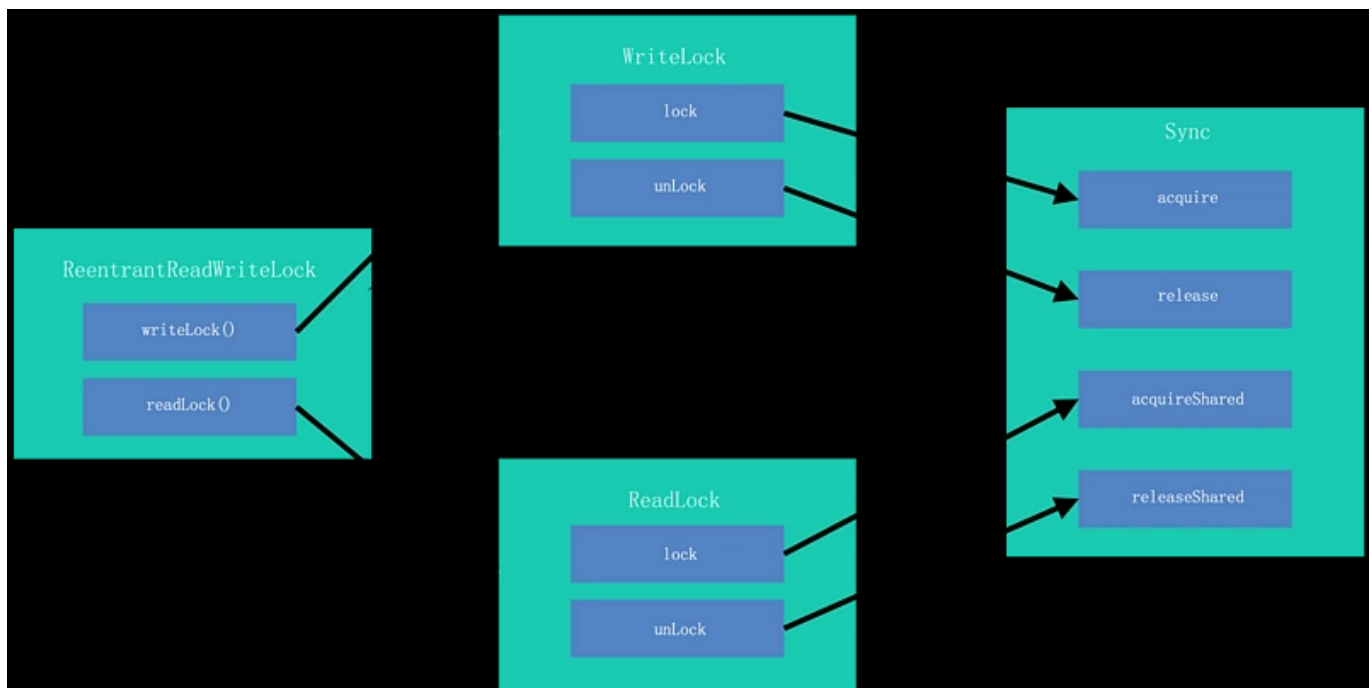 ReentrantReadWriteLock
writeLock()
readLock()
WriteLock
lock
unLock
ReadLock
lock
unLock
Sync
acquire
release
acquireShared
releaseShared